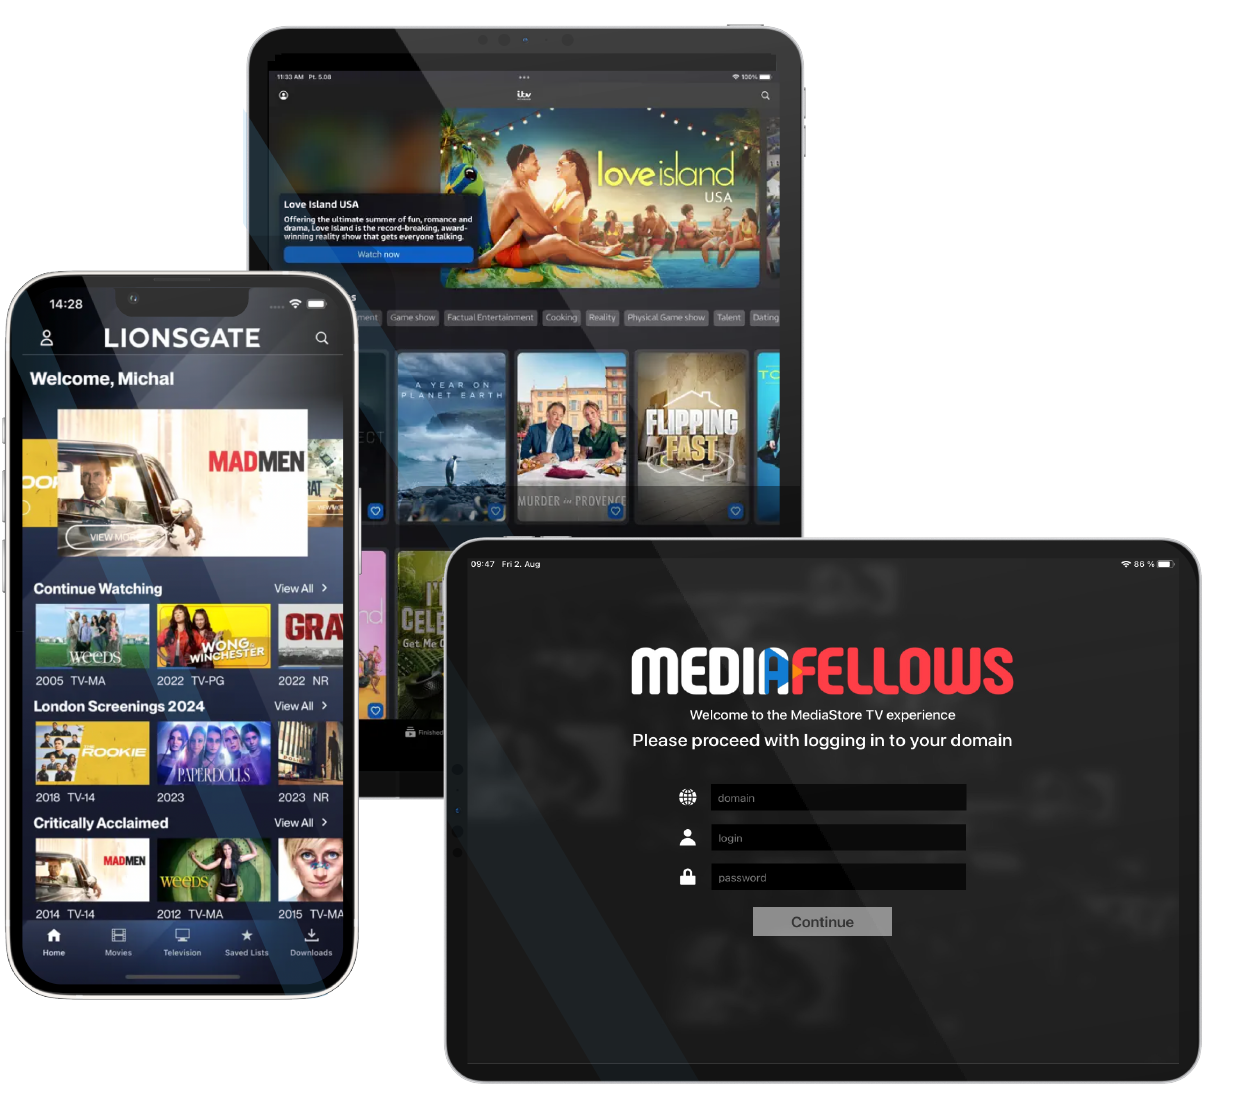 11:33 AM Pt. 5.08
100%
itv
love island
USA
Love Island USA
Offering the ultimate summer of fun, romance and
drama, Love Island is the record-breaking, award-
winning reality show that gets everyone talking.
Watch now
Game show
Factual Entertainment
Cooking
Reality
Physical Game show
Talent
Dating
A YEAR ON
PLANET EARTH
MURDER IN PROVENCE
FLIPPING
FAST
Get Me
Finished
14:28
LIONSGATE
Welcome, Michal
MADMEN
VIEW
Continue Watching
View All
WEEDS
WONG &
WINCHESTER
GRA
2005 TV-MA
2022 TV-PG
2022 NR
London Screenings 2024
View All
THE
ROOKIE
PAPERDOLLS
2018 TV-14
2023
2023 NR
Critically Acclaimed
View All
MADMEN
WEEDS
2014 TV-14
2012 TV-MA
2015 TV-MA
Home
Movies
Television
Saved Lists
Downloads
09:47 Fri 2. Aug
86 %
MEDIAFELLOWS
Welcome to the MediaStore TV experience
Please proceed with logging in to your domain
domain
login
password
Continue